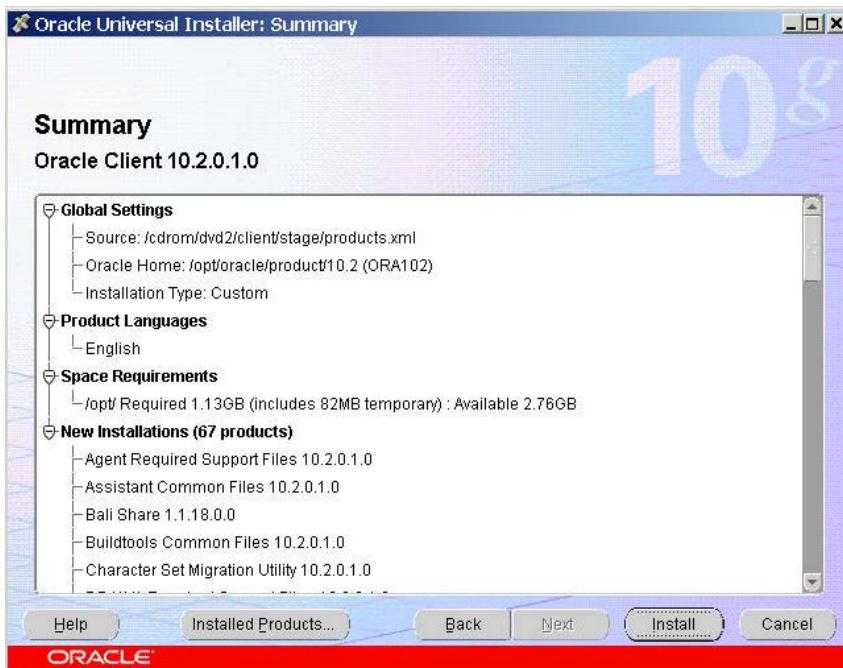 Oracle Universal Installer: Summary
10g
Summary
Oracle Client 10.2.0.1.0
Global Settings
Source: /cdrom/dvd2/client/stage/products.xml
Oracle Home: /opt/oracle/product/10.2 (ORA102)
Installation Type: Custom
Product Languages
English
Space Requirements
/opt/ Required 1.13GB (includes 82MB temporary) : Available 2.76GB
New Installations (67 products)
Agent Required Support Files 10.2.0.1.0
Assistant Common Files 10.2.0.1.0
Bali Share 1.1.18.0.0
Buildtools Common Files 10.2.0.1.0
Character Set Migration Utility 10.2.0.1.0
Help Installed Products... Back Next Install Cancel
ORACLE